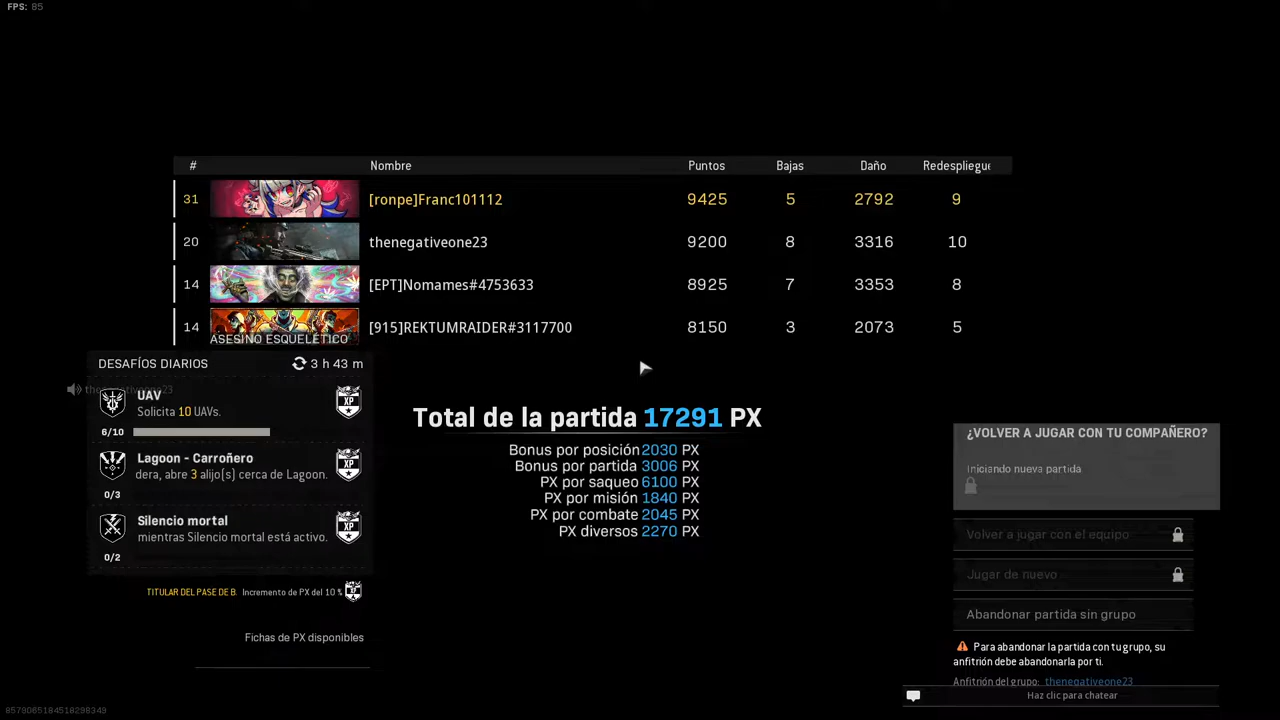 FPS: 85
# Nombre Puntos Bajas Daño Redespliegue
31 [ronpe]Franc101112 9425 5 2792 9
20 thenegativeone23 9200 8 3316 10
14 [EPT]Nomames#4753633 8925 7 3353 8
14 [915]REKTUMRAIDER#3117700 8150 3 2073 5
ASESINO ESQUELÉTICO
DESAFÍOS DIARIOS 3 h 43 m
thenegativeone23
UAV
Solicita 10 UAVs.
6/10
Lagoon - Carroñero
dera, abre 3 alijo(s) cerca de Lagoon.
0/3
Silencio mortal
mientras Silencio mortal está activo.
0/2
XP
XP
XP
TITULAR DEL PASE DE B. Incremento de PX del 10 %
Fichas de PX disponibles
Total de la partida 17291 PX
Bonus por posición 2030 PX
Bonus por partida 3006 PX
PX por saqueo 6100 PX
PX por misión 1840 PX
PX por combate 2045 PX
PX diversos 2270 PX
¿VOLVER A JUGAR CON TU COMPAÑERO?
Iniciando nueva partida
Volver a jugar con el equipo
Jugar de nuevo
Abandonar partida sin grupo
Para abandonar la partida con tu grupo, su
anfitrión debe abandonarla por ti.
Anfitrión del grupo: thenegativeone23
Haz clic para chatear
8579065184518298349